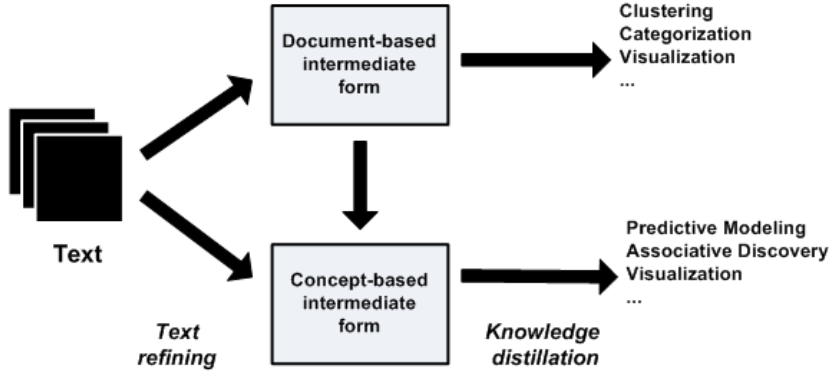 Document-based
intermediate
form
Clustering
Categorization
Visualization
...
Text
Concept-based
intermediate
form
Predictive Modeling
Associative Discovery
Visualization
...
Text
refining
Knowledge
distillation